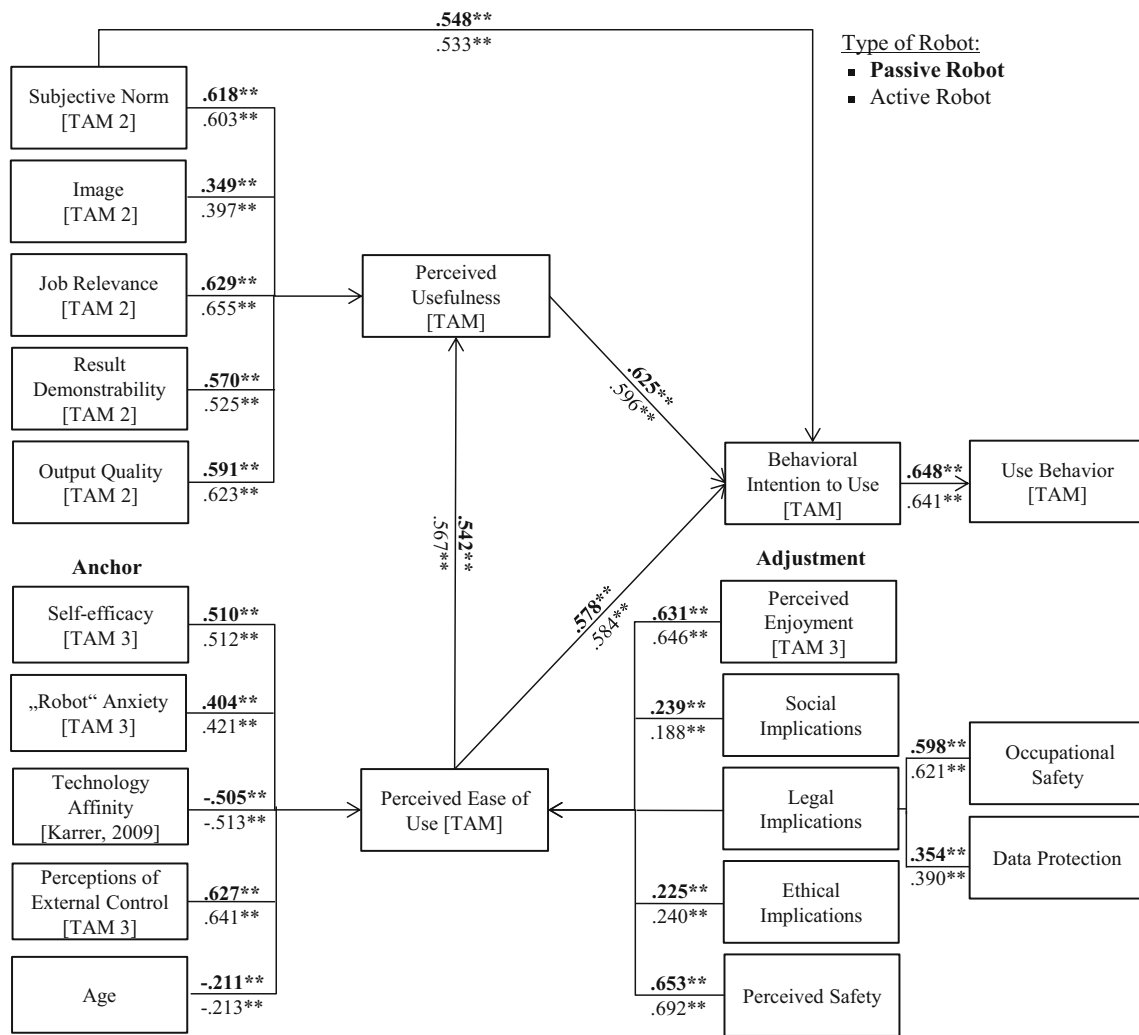 .548**
.533**
Type of Robot:
▪ Passive Robot
▪ Active Robot
Subjective Norm
[TAM 2]
.618**
.603**
Image
[TAM 2]
.349**
.397**
Job Relevance
[TAM 2]
.629**
.655**
Result
Demonstrability
[TAM 2]
.570**
.525**
Output Quality
[TAM 2]
.591**
.623**
Perceived
Usefulness
[TAM]
.625**
.596**
.542**
.567**
.578**
.584**
Behavioral
Intention to Use
[TAM]
.648**
.641**
Use Behavior
[TAM]
Anchor
Self-efficacy
[TAM 3]
.510**
.512**
„Robot“ Anxiety
[TAM 3]
.404**
.421**
Technology
Affinity
[Karrer, 2009]
-.505**
-.513**
Perceptions of
External Control
[TAM 3]
.627**
.641**
Age
-.211**
-.213**
Perceived Ease of
Use [TAM]
Adjustment
.631**
.646**
Perceived
Enjoyment
[TAM 3]
.239**
.188**
Social
Implications
Legal
Implications
.598**
.621**
Occupational
Safety
.354**
.390**
Data Protection
.225**
.240**
Ethical
Implications
.653**
.692**
Perceived Safety